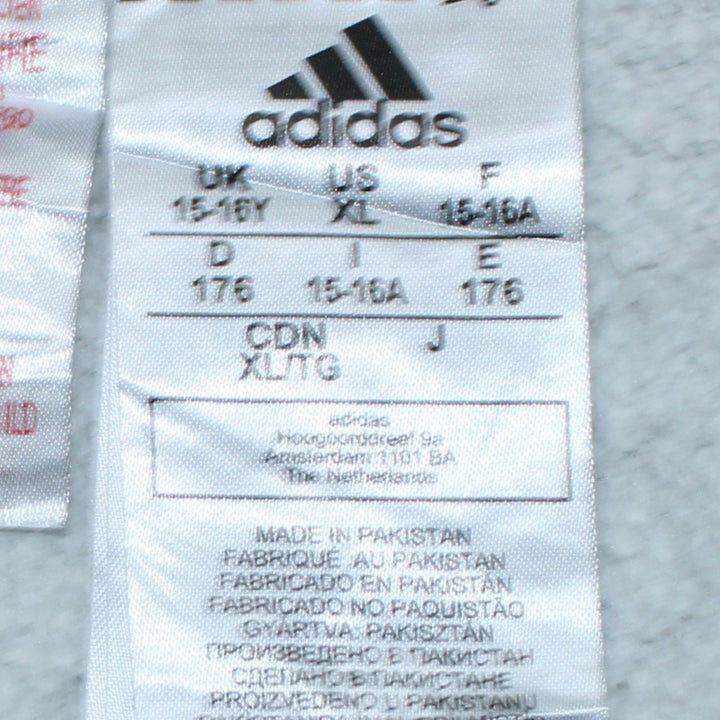 adidas
UK US F
15-16Y XL 15-16A
D I E
176 15-16A 176
CDN J
XL/TG
adidas
Hoogoorddreef 9a
Amsterdam 1101 BA
The Netherlands
MADE IN PAKISTAN
FABRIQUÉ AU PAKISTAN
FABRICADO EN PAKISTÁN
FABRICADO NO PAQUISTÃO
GYÁRTVA: PAKISZTÁN
ПРОИЗВЕДЕНО В ПАКИСТАН
СДЕЛАНО В ПАКИСТАНЕ
PROIZVEDENO U PAKISTANU
ILD